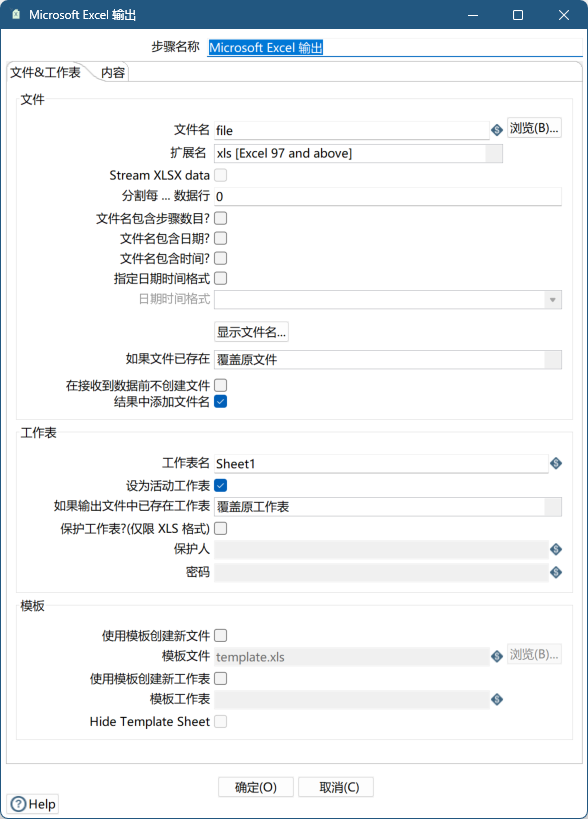 Microsoft Excel 输出
步骤名称 Microsoft Excel 输出
文件&工作表 内容
文件
文件名 file 浏览(B)...
扩展名 xls [Excel 97 and above]
Stream XLSX data
分割每 ... 数据行 0
文件名包含步骤数目?
文件名包含日期?
文件名包含时间?
指定日期时间格式
日期时间格式
显示文件名...
如果文件已存在 覆盖原文件
在接收到数据前不创建文件
结果中添加文件名
工作表
工作表名 Sheet1
设为活动工作表
如果输出文件中已存在工作表 覆盖原工作表
保护工作表?(仅限 XLS 格式)
保护人
密码
模板
使用模板创建新文件
模板文件 template.xls 浏览(B)...
使用模板创建新工作表
模板工作表
Hide Template Sheet
确定(O) 取消(C)
Help